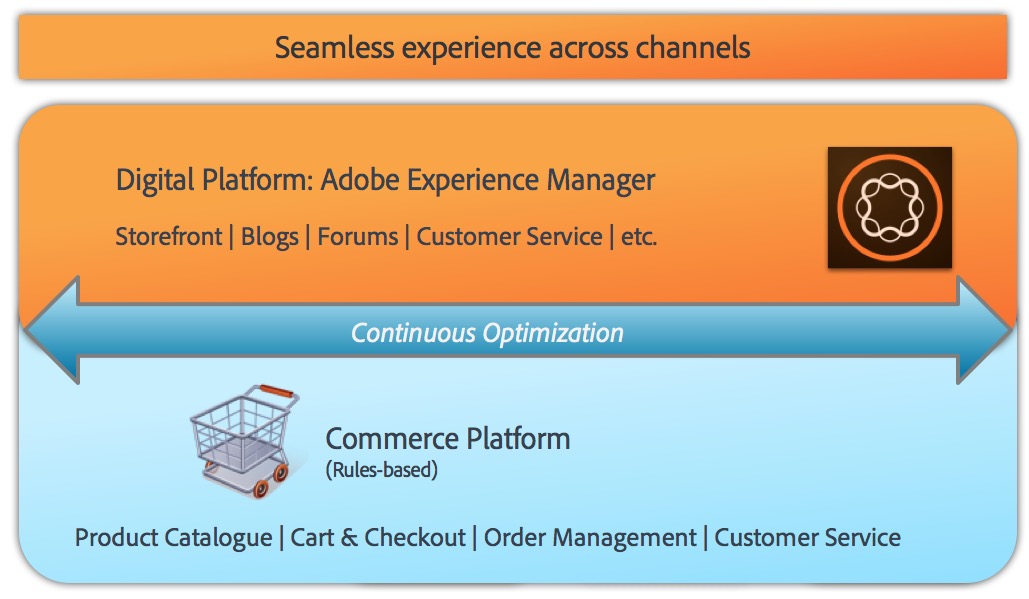 Seamless experience across channels
Digital Platform: Adobe Experience Manager
Storefront | Blogs | Forums | Customer Service | etc.
Continuous Optimization
Commerce Platform
(Rules-based)
Product Catalogue | Cart & Checkout | Order Management | Customer Service